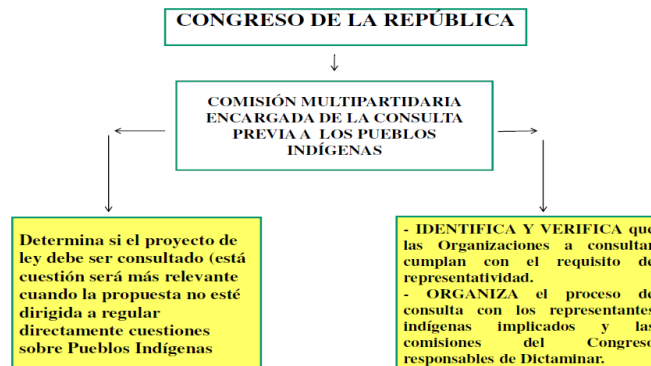 CONGRESO DE LA REPÚBLICA
COMISIÓN MULTIPARTIDARIA
ENCARGADA DE LA CONSULTA
PREVIA A LOS PUEBLOS
INDÍGENAS
Determina si el proyecto de
ley debe ser consultado (está
cuestión será más relevante
cuando la propuesta no esté
dirigida a regular
directamente cuestiones
sobre Pueblos Indígenas
- IDENTIFICA Y VERIFICA que
las Organizaciones a consultar
cumplan con el requisito de
representatividad.
- ORGANIZA el proceso de
consulta con los representantes
indígenas implicados y las
comisiones del Congreso
responsables de Dictaminar.